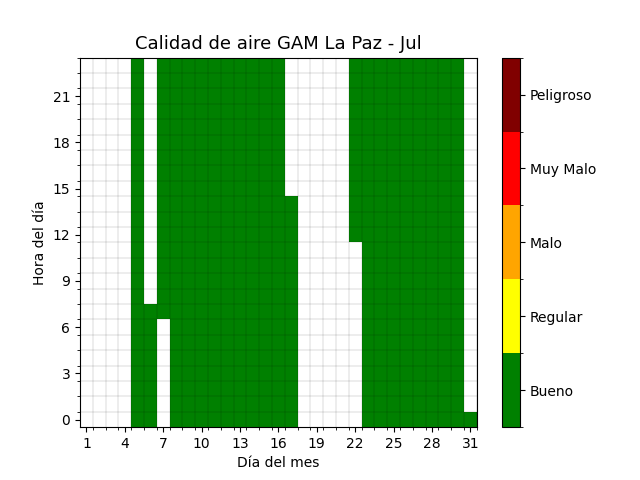 Calidad de aire GAM La Paz - Jul
Hora del día
21
18
15
12
9
6
3
0
1 4 7 10 13 16 19 22 25 28 31
Día del mes
Peligroso
Muy Malo
Malo
Regular
Bueno